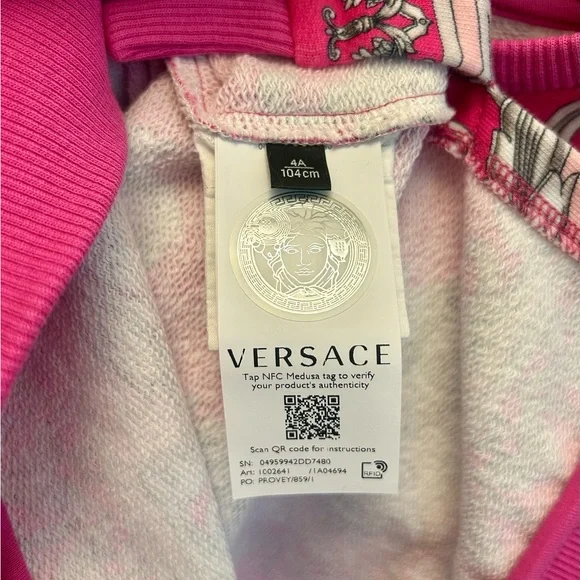 4A
104cm
VERSACE
Tap NFC Medusa tag to verify
your product's authenticity
Scan QR code for instructions
SN: 04959942DD7480
Art: 1002641 /1A04694
PO: PROVEY/859/1
RFID